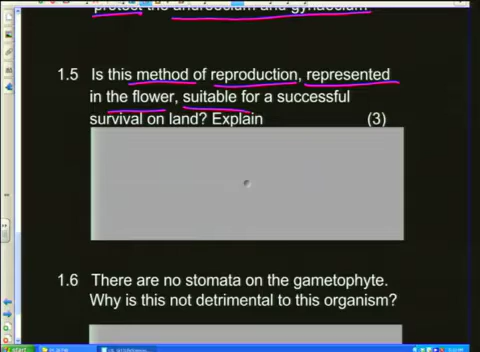 protect the androecium and gynaecium
1.5 Is this method of reproduction, represented
in the flower, suitable for a successful
survival on land? Explain (3)
1.6 There are no stomata on the gametophyte.
Why is this not detrimental to this organism?
start